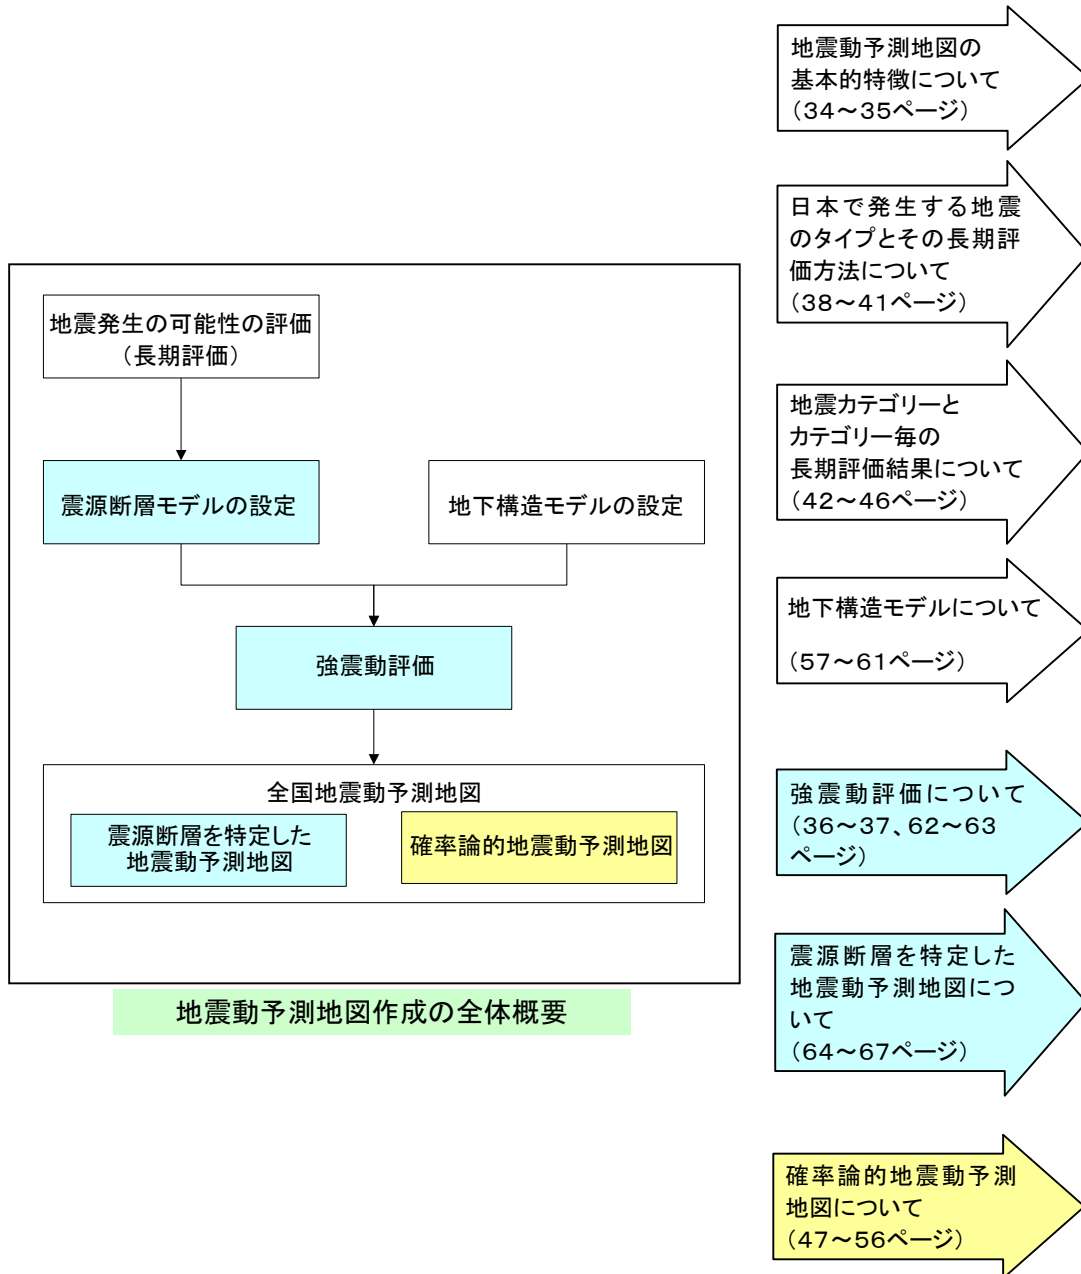 地震動予測地図の
基本的特徴について
（34～35ページ）
日本で発生する地震
のタイプとその長期評
価方法について
（38～41ページ）
地震カテゴリーと
カテゴリー毎の
長期評価結果について
（42～46ページ）
地下構造モデルについて
（57～61ページ）
強震動評価について
（36～37、62～63
ページ）
震源断層を特定した
地震動予測地図につ
いて
（64～67ページ）
確率論的地震動予測
地図について
（47～56ページ）
地震発生の可能性の評価
（長期評価）
震源断層モデルの設定
地下構造モデルの設定
強震動評価
全国地震動予測地図
震源断層を特定した
地震動予測地図
確率論的地震動予測地図
地震動予測地図作成の全体概要